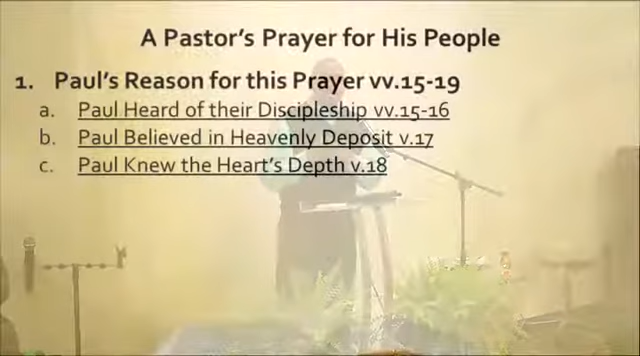 A Pastor's Prayer for His People
1. Paul's Reason for this Prayer vv.15-19
a. Paul Heard of their Discipleship vv.15-16
b. Paul Believed in Heavenly Deposit v.17
c. Paul Knew the Heart's Depth v.18